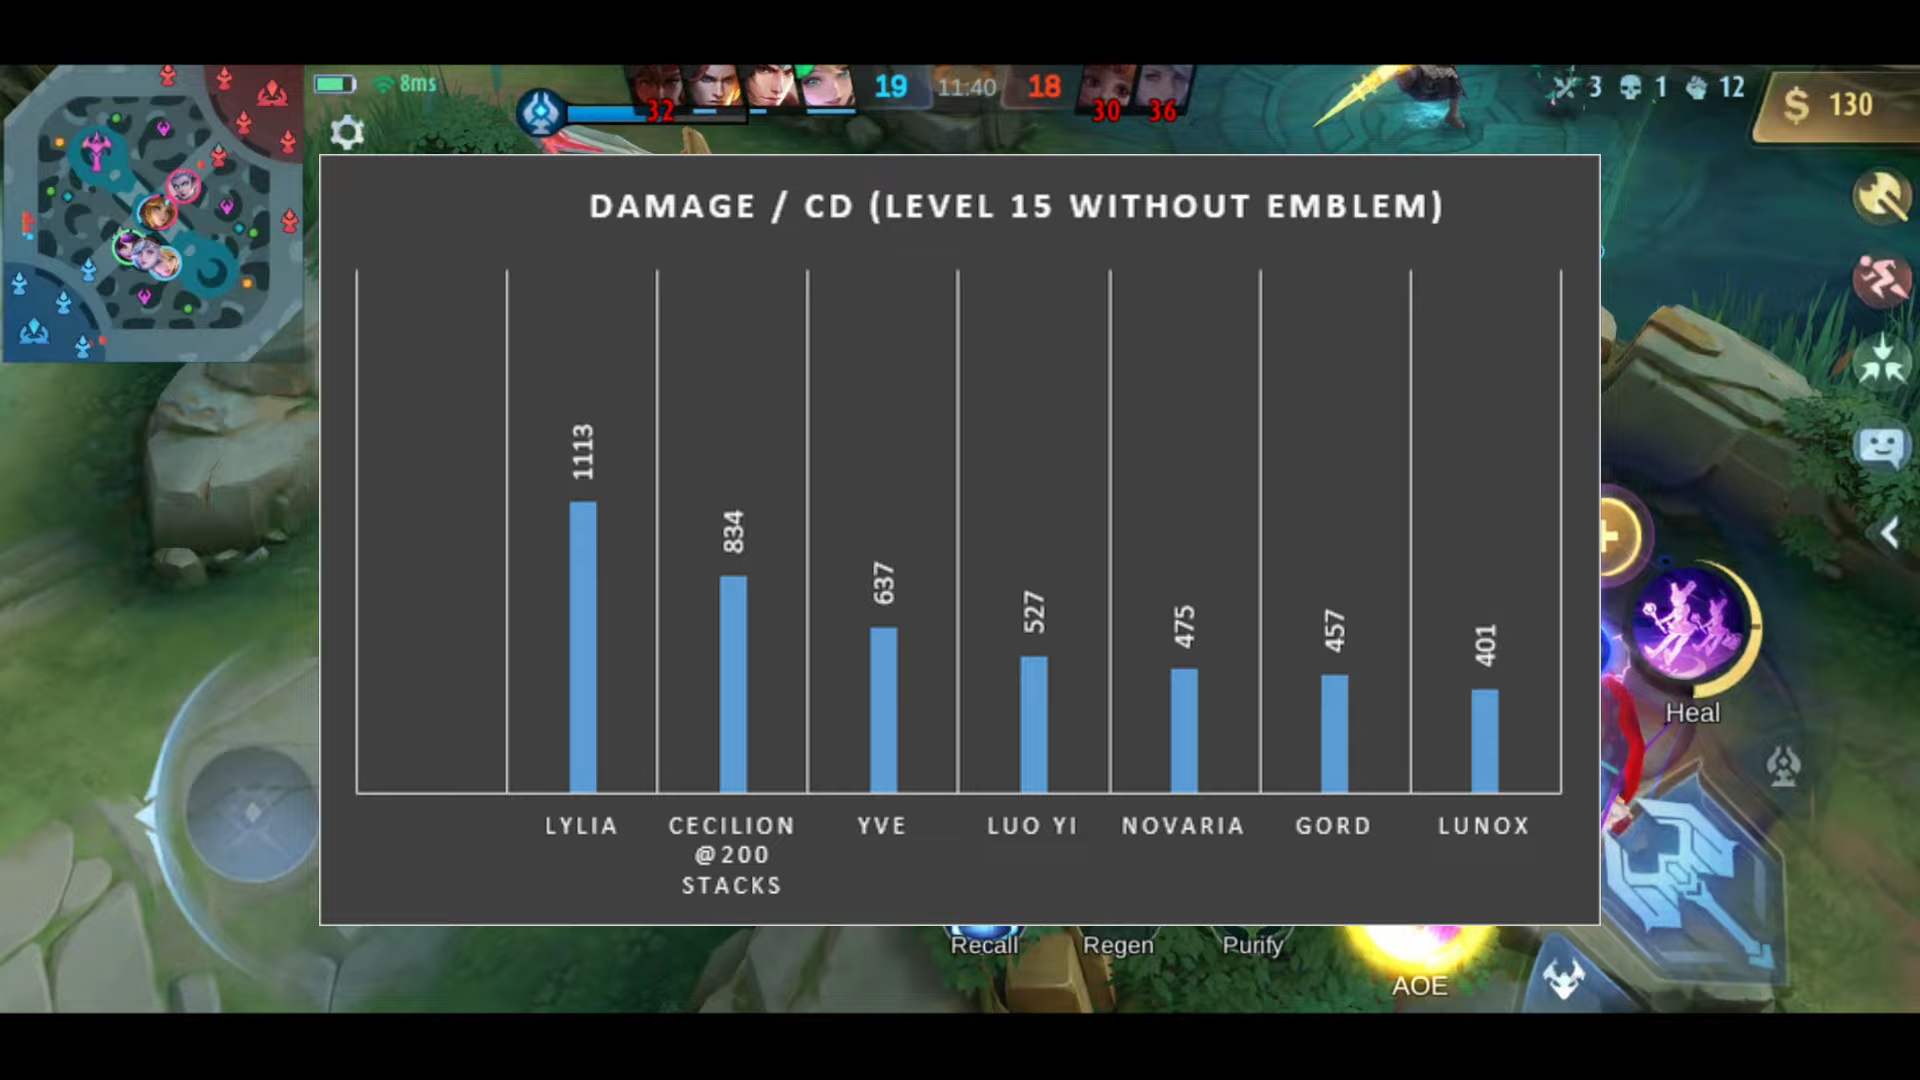 8ms
32
19
11:40
18
30
36
3
1
12
$ 130
DAMAGE / CD (LEVEL 15 WITHOUT EMBLEM)
1113
834
637
527
475
457
401
LYLIA
CECILION
@200
STACKS
YVE
LUO YI
NOVARIA
GORD
LUNOX
Heal
Recall
Regen
Purify
AOE